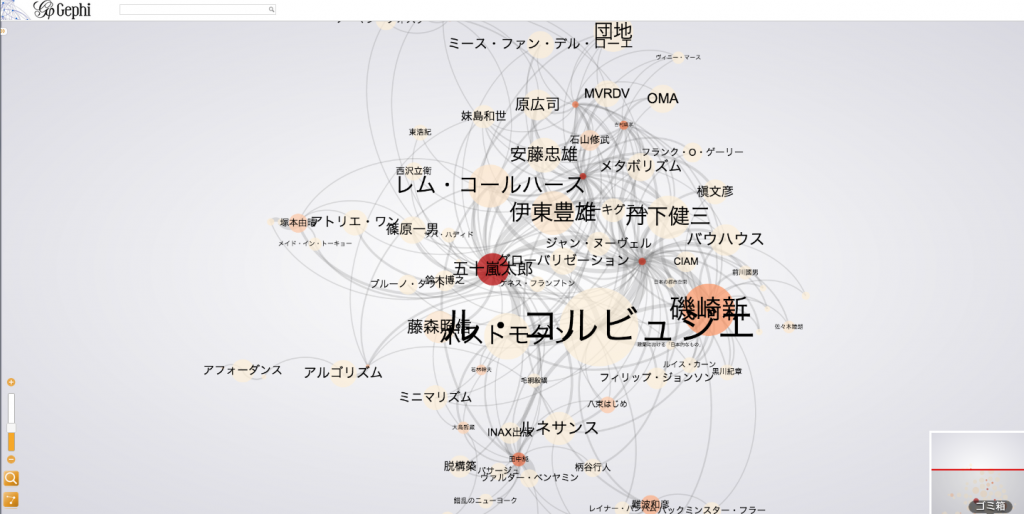 Gephi
団地
ミース・ファン・デル・ローエ
ヴィニー・マース
MVRDV
OMA
原広司
妹島和世
東浩紀
石山修武
フランク・O・ゲーリー
安藤忠雄
メタボリズム
西沢立衛
レム・コールハース
槇文彦
伊東豊雄
丹下健三
塚本由晴
アトリエ・ワン
篠原一男
バウハウス
メイド・イン・トーキョー
ジャン・ヌーヴェル
グローバリゼーション
CIAM
五十嵐太郎
前川國男
ブルーノ・タウト
鈴木博之
ケネス・フランプトン
磯崎新
ル・コルビュジエ
藤森照信
ポストモダン
佐々木睦朗
ルイス・カーン
アフォーダンス
アルゴリズム
フィリップ・ジョンソン
黒川紀章
毛綱毅曠
ミニマリズム
八束はじめ
大島哲蔵
INAX出版
ルネサンス
田中純
脱構築
パサージュ
柄谷行人
ヴァルター・ベンヤミン
錯乱のニューヨーク
難波和彦
レイナー・バンハム
バックミンスター・フラー
ゴミ箱